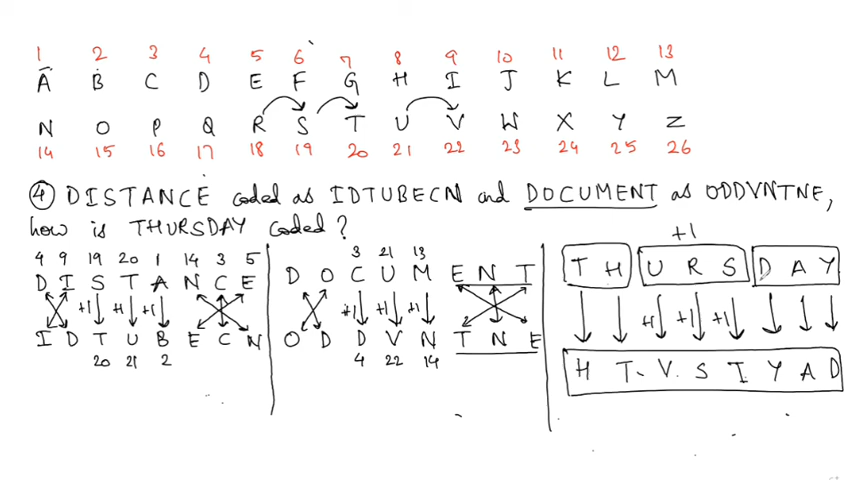 1 2 3 4 5 6 7 8 9 10 11 12 13
A B C D E F G H I J K L M
N O P Q R S T U V W X Y Z
14 15 16 17 18 19 20 21 22 23 24 25 26
4 DISTANCE coded as IDTUBECN and DOCUMENT as ODDVNTNE,
how is THURSDAY coded?
4 9 19 20 1 14 3 5
D I S T A N C E
+1 +1 +1
I D T U B E C N
20 21 2
3 21 13
D O C U M E N T
+1 +1 +1
O D D V N T N E
4 22 14
+1
T H U R S D A Y
+1 +1 +1
H T V S T Y A D